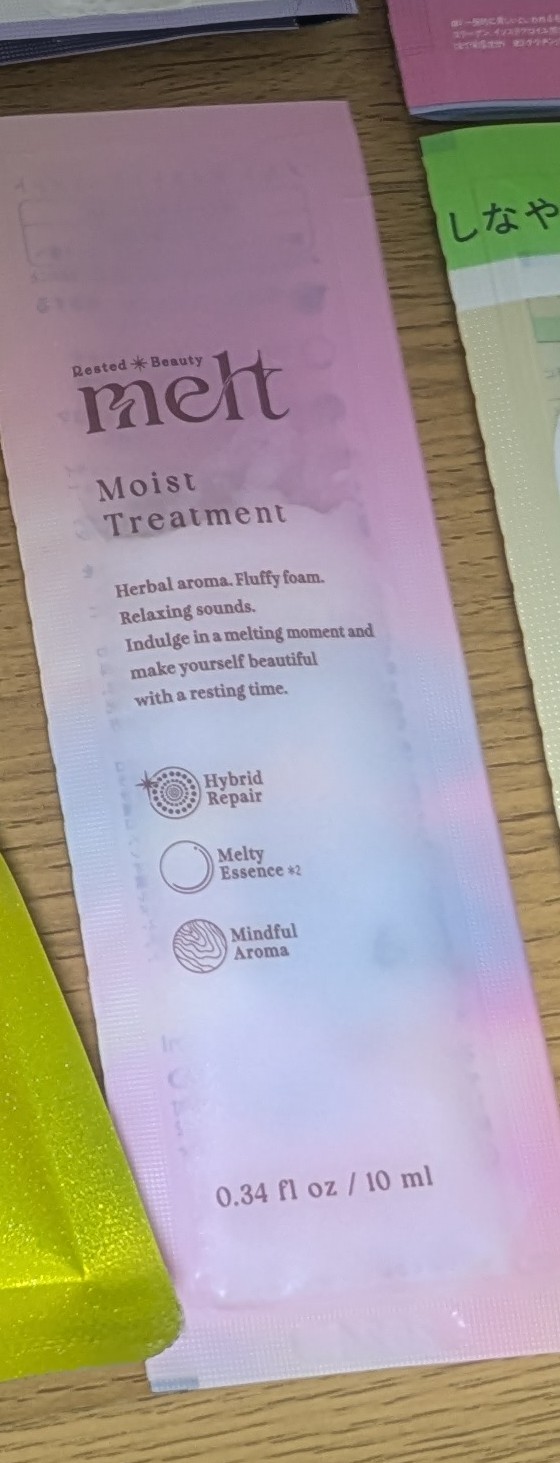 しなや
Rested Beauty
melt
Moist
Treatment
Herbal aroma. Fluffy foam.
Relaxing sounds.
Indulge in a melting moment and
make yourself beautiful
with a resting time.
Hybrid
Repair
Melty
Essence *2
Mindful
Aroma
0.34 fl oz / 10 ml